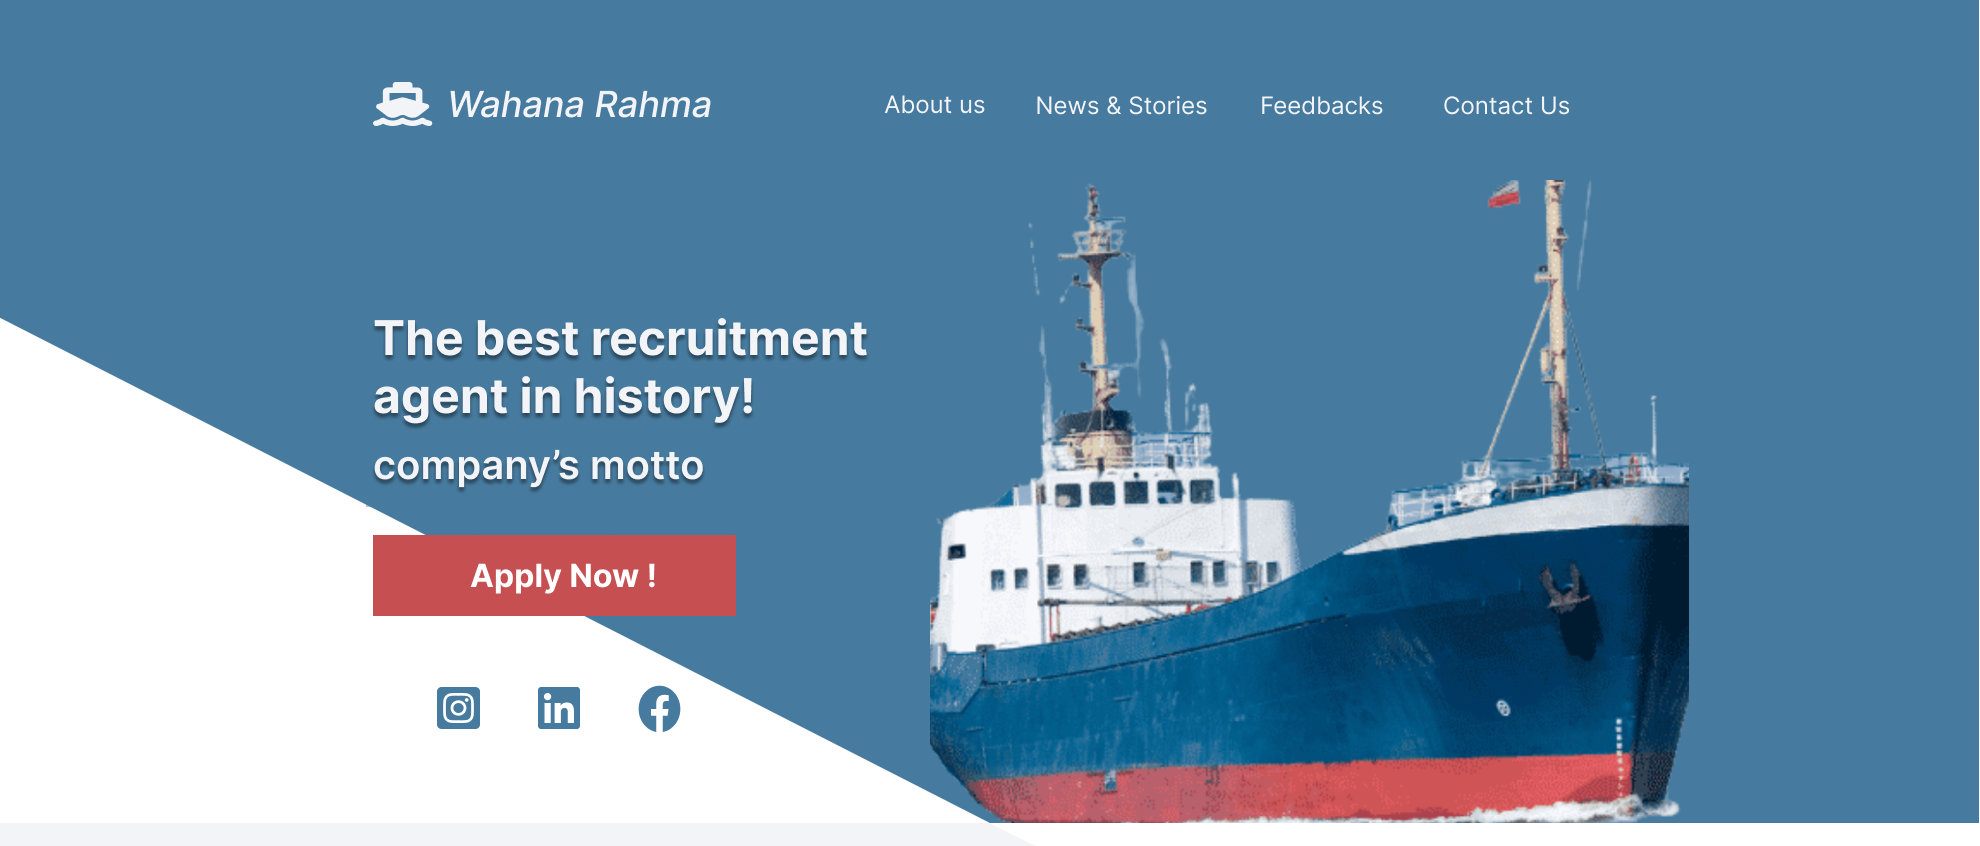 Wahana Rahma
About us
News & Stories
Feedbacks
Contact Us
The best recruitment
agent in history!
company’s motto
Apply Now !